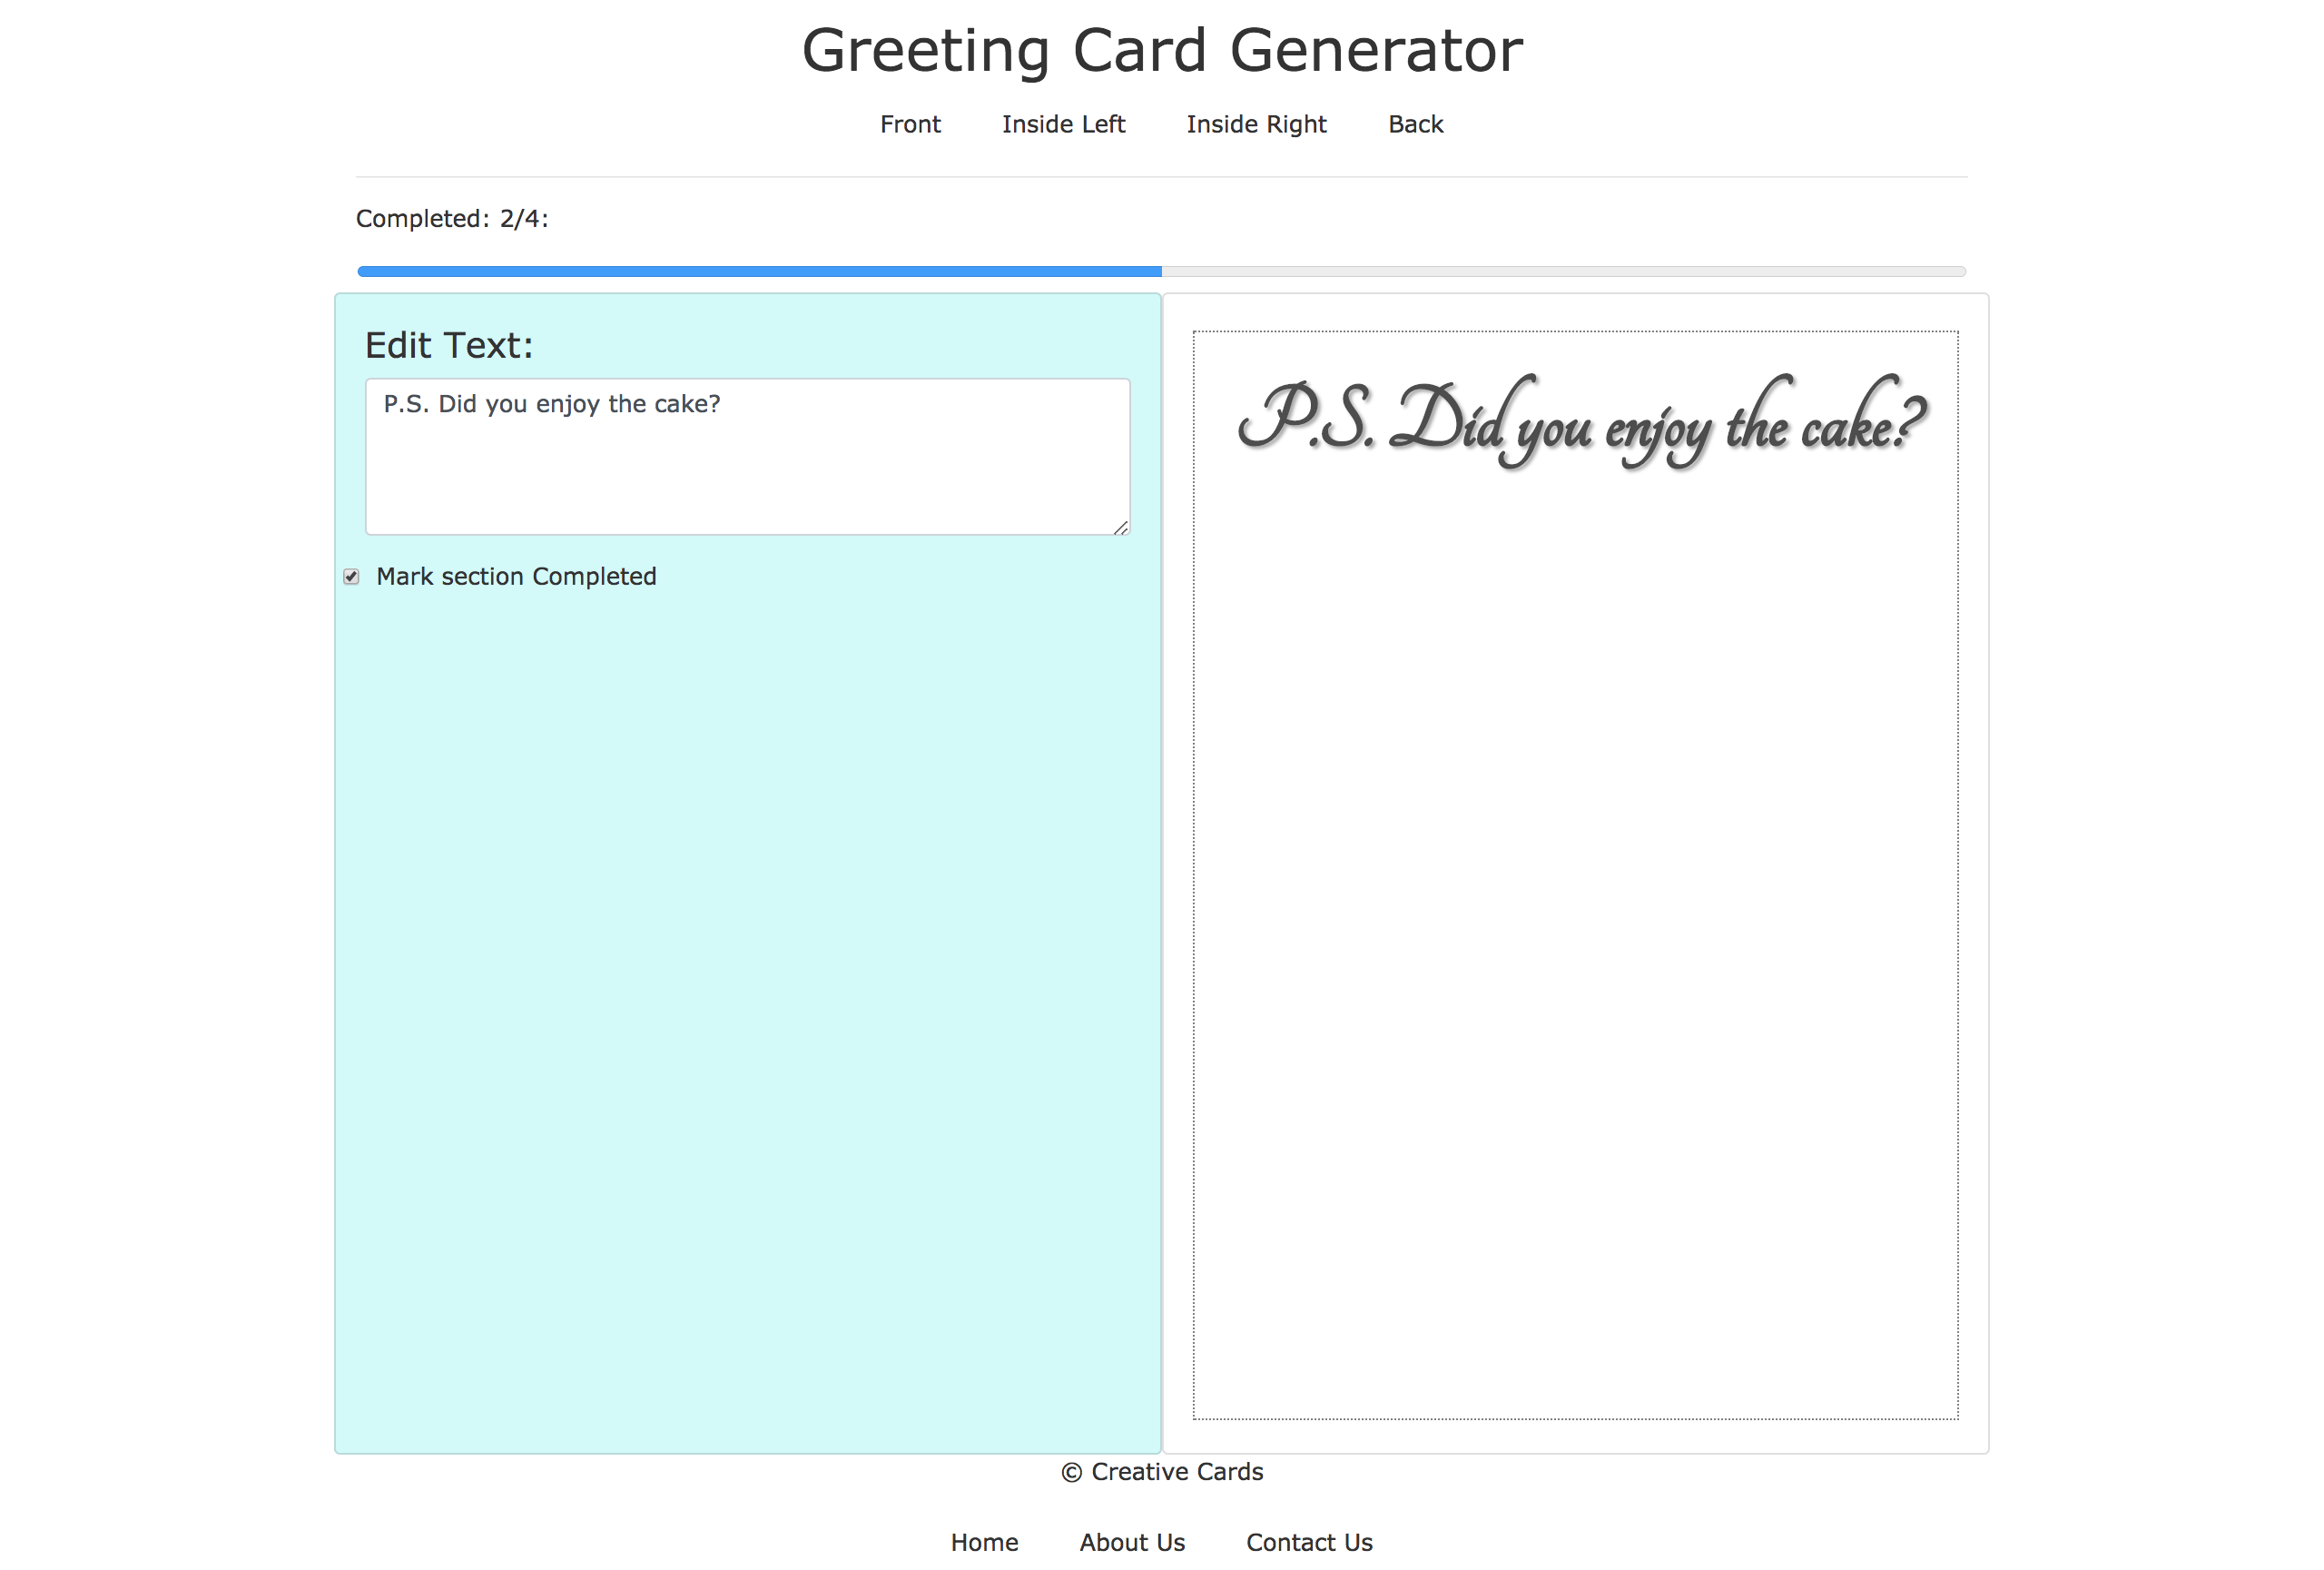 Greeting Card Generator
Front Inside Left Inside Right Back
Completed: 2/4:
Edit Text:
P.S. Did you enjoy the cake?
Mark section Completed
P.S. Did you enjoy the cake?
© Creative Cards
Home About Us Contact Us